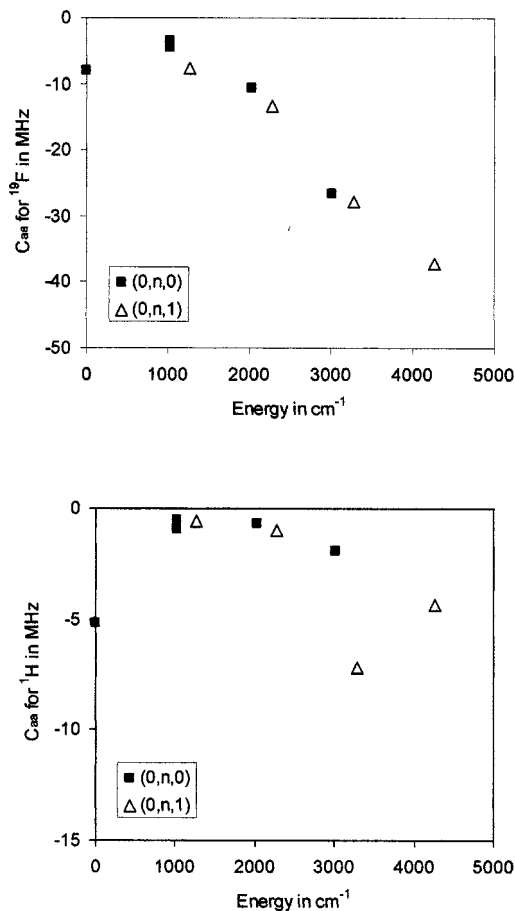 0
-10
-20
-30
-40
-50
Caa for 19F in MHz
■ (0,n,0)
△ (0,n,1)
0 1000 2000 3000 4000 5000
Energy in cm-1
0
-5
-10
-15
Caa for 1H in MHz
■ (0,n,0)
△ (0,n,1)
0 1000 2000 3000 4000 5000
Energy in cm-1